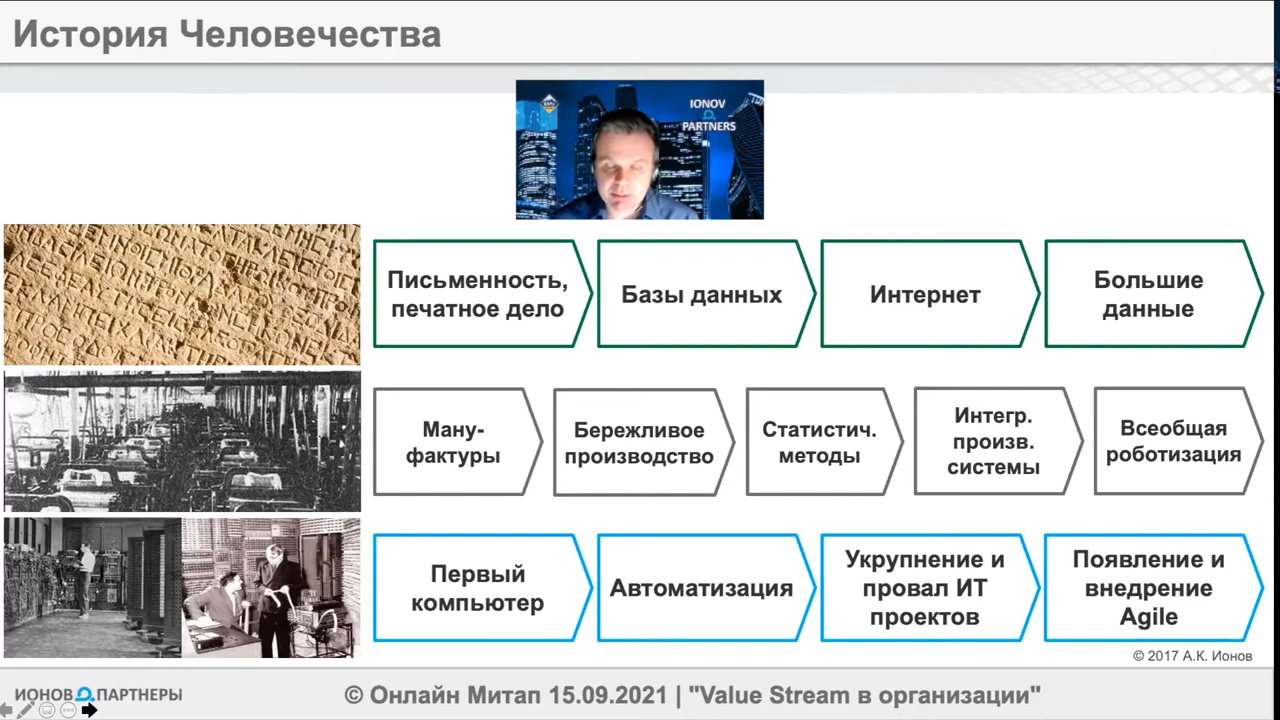 История Человечества
IONOV
PARTNERS
Письменность,
печатное дело
Базы данных
Интернет
Большие
данные
Ману-
фактуры
Бережливое
производство
Статистич.
методы
Интегр.
произв.
системы
Всеобщая
роботизация
Первый
компьютер
Автоматизация
Укрупнение и
провал ИТ
проектов
Появление и
внедрение
Agile
© 2017 А.К. Ионов
ИОНОВ ПАРТНЕРЫ
© Онлайн Митап 15.09.2021 | "Value Stream в организации"